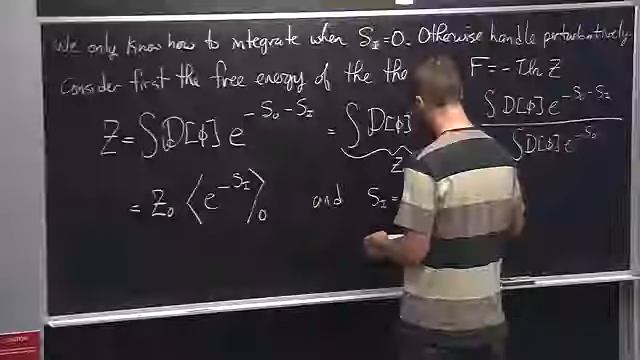 We only know how to integrate when S_I=0. Otherwise handle perturbatively.
Consider first the free energy of the the F = -T ln Z
Z = ∫D[φ] e^{-S_0-S_I} = ∫D[φ] ∫D[φ] e^{-S_0-S_I} / ∫D[φ] e^{-S_0}
Z
= Z_0 ⟨e^{-S_I}⟩_0 and S_I =